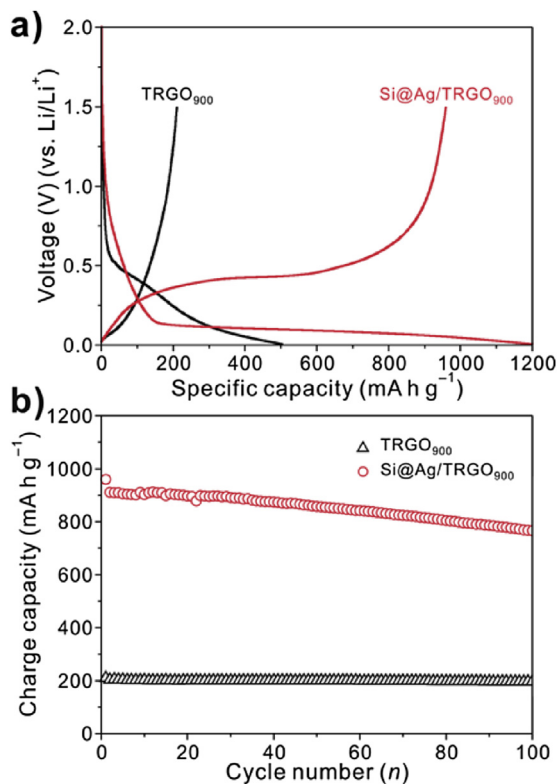 a)
2.0
TRGO₉₀₀
Si@Ag/TRGO₉₀₀
1.5
1.0
0.5
0.0
Voltage (V) (vs. Li/Li⁺)
0 200 400 600 800 1000 1200
Specific capacity (mA h g⁻¹)
b)
1200
TRGO₉₀₀
Si@Ag/TRGO₉₀₀
1000
800
600
400
200
0
Charge capacity (mA h g⁻¹)
0 20 40 60 80 100
Cycle number (n)